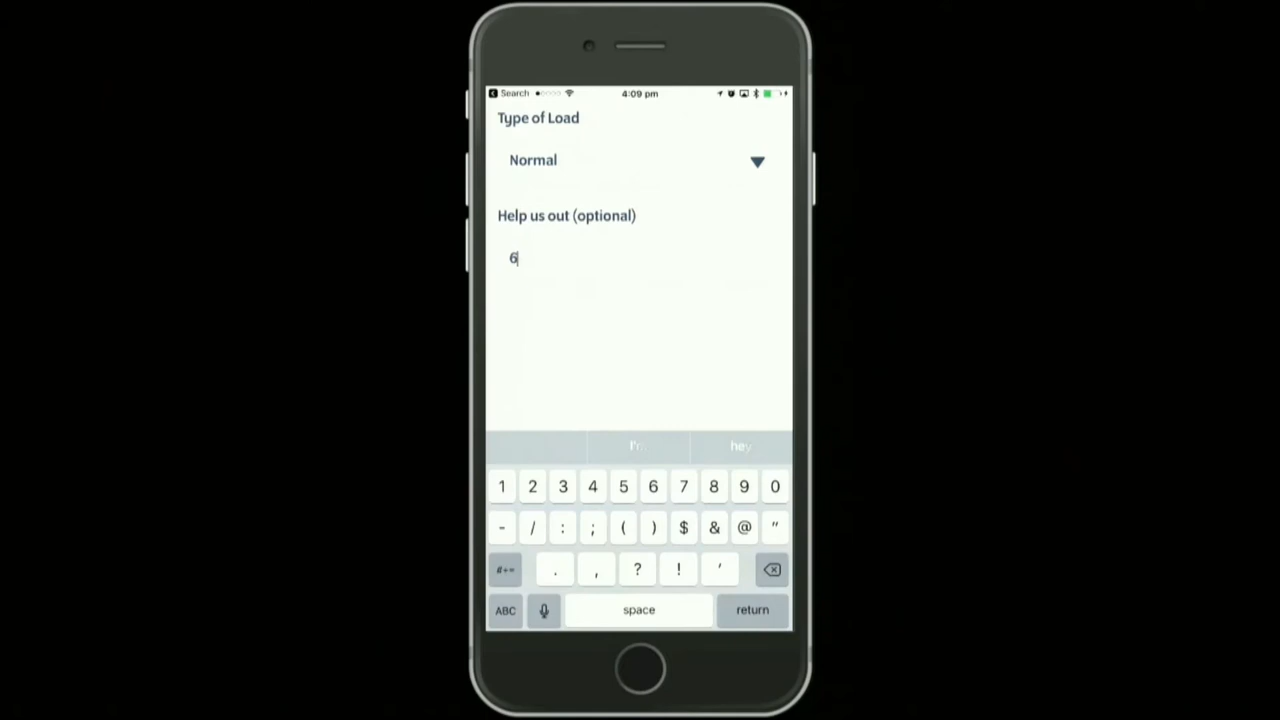 Search 4:09 pm
Type of Load
Normal
Help us out (optional)
6
I'm hey
1 2 3 4 5 6 7 8 9 0
- / : ; ( ) $ & @ "
#+= . , ? ! '
ABC space return